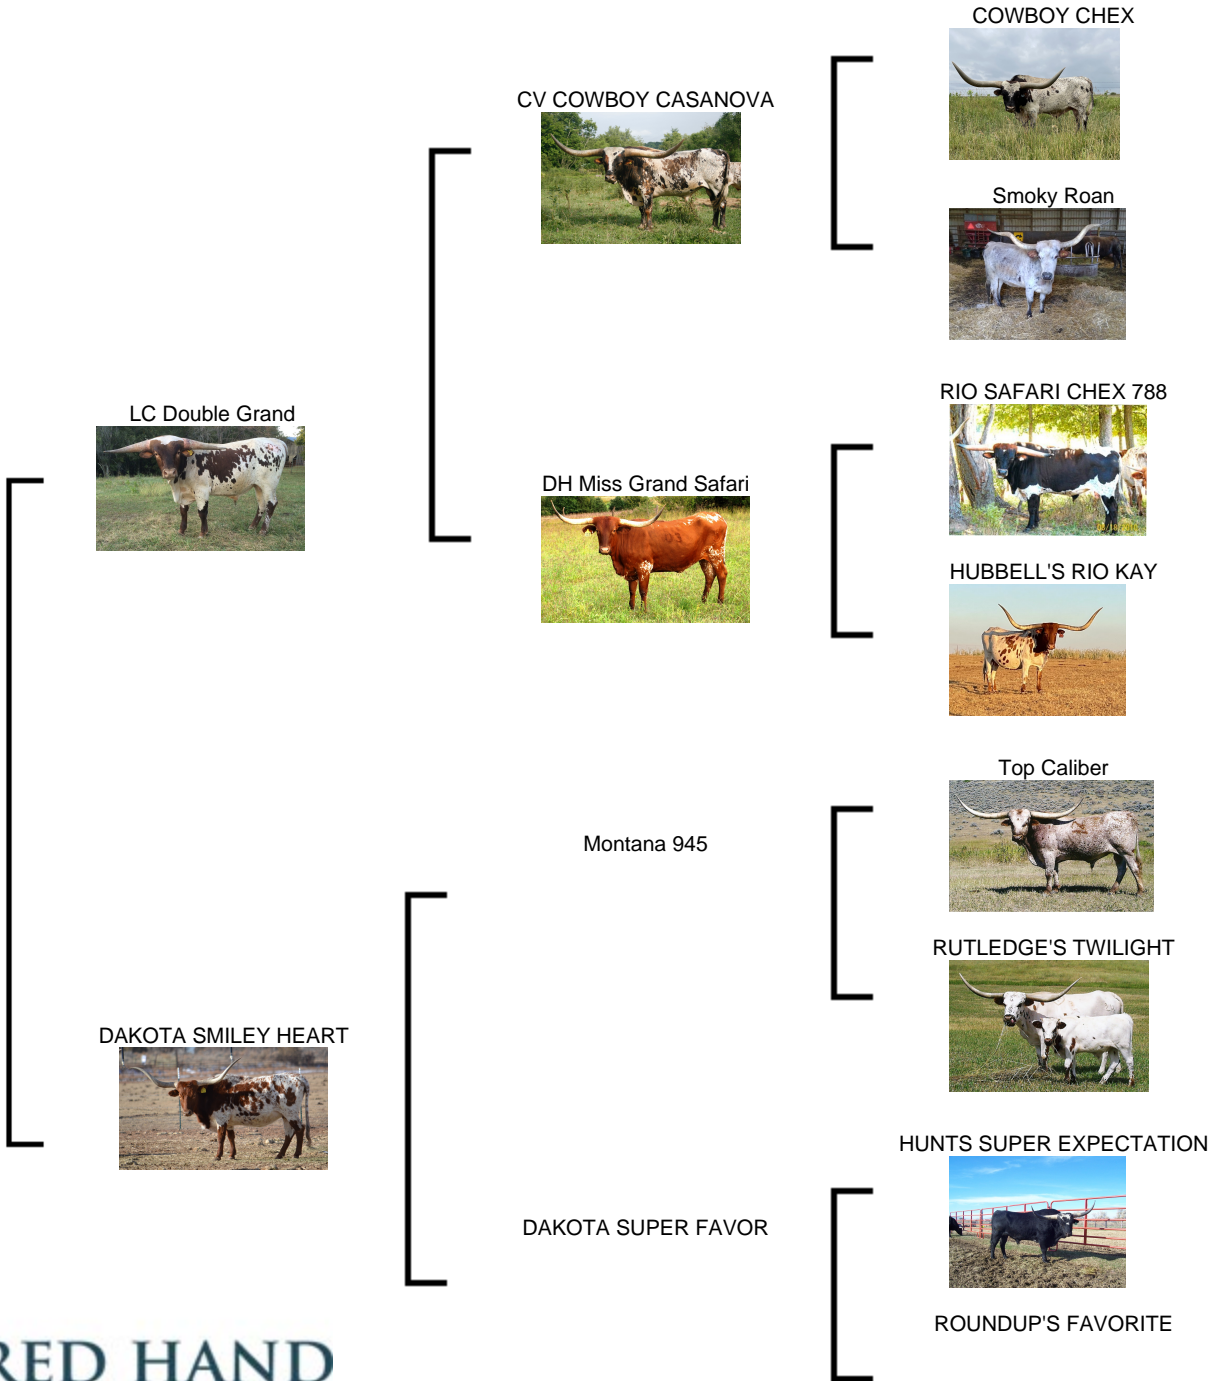 COWBOY CHEX
CV COWBOY CASANOVA
Smoky Roan
RIO SAFARI CHEX 788
LC Double Grand
DH Miss Grand Safari
HUBBELL'S RIO KAY
Top Caliber
Montana 945
RUTLEDGE'S TWILIGHT
DAKOTA SMILEY HEART
HUNTS SUPER EXPECTATION
DAKOTA SUPER FAVOR
ROUNDUP'S FAVORITE
RED HAND